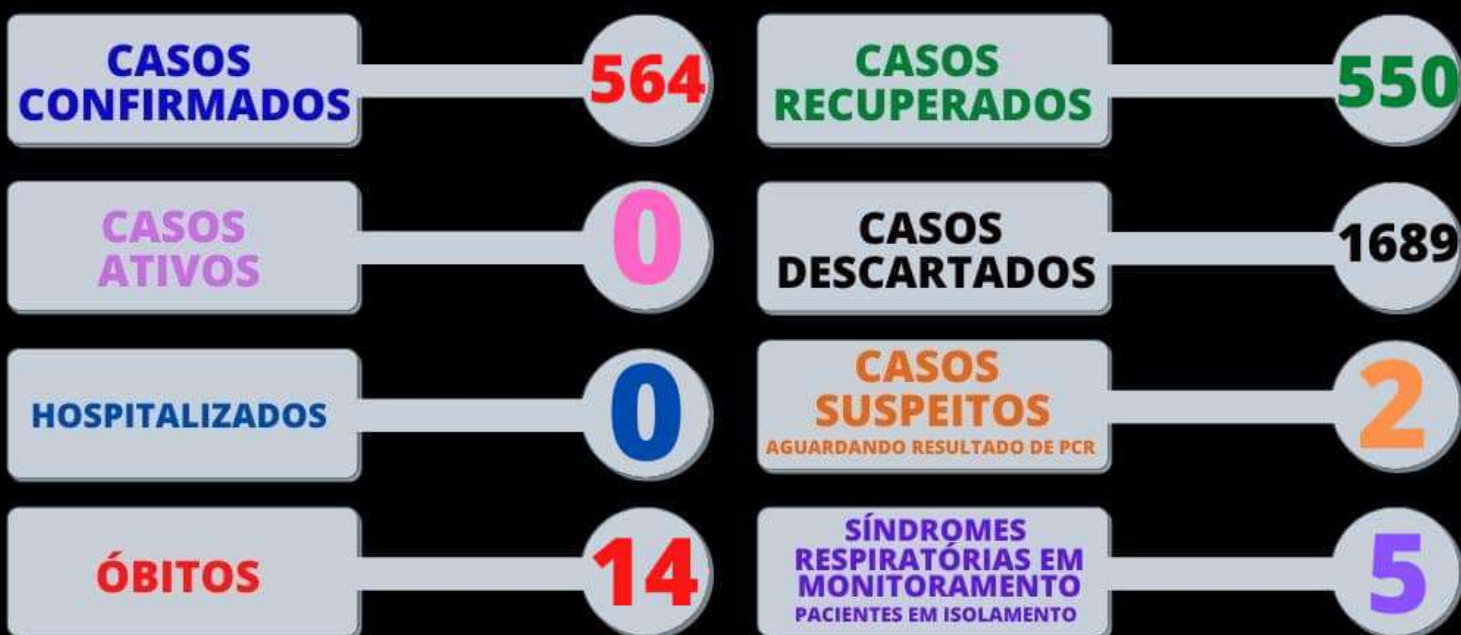 CASOS
CONFIRMADOS
564
CASOS
RECUPERADOS
550
CASOS
ATIVOS
0
CASOS
DESCARTADOS
1689
HOSPITALIZADOS
0
CASOS
SUSPEITOS
AGUARDANDO RESULTADO DE PCR
2
ÓBITOS
14
SÍNDROMES
RESPIRATÓRIAS EM
MONITORAMENTO
PACIENTES EM ISOLAMENTO
5